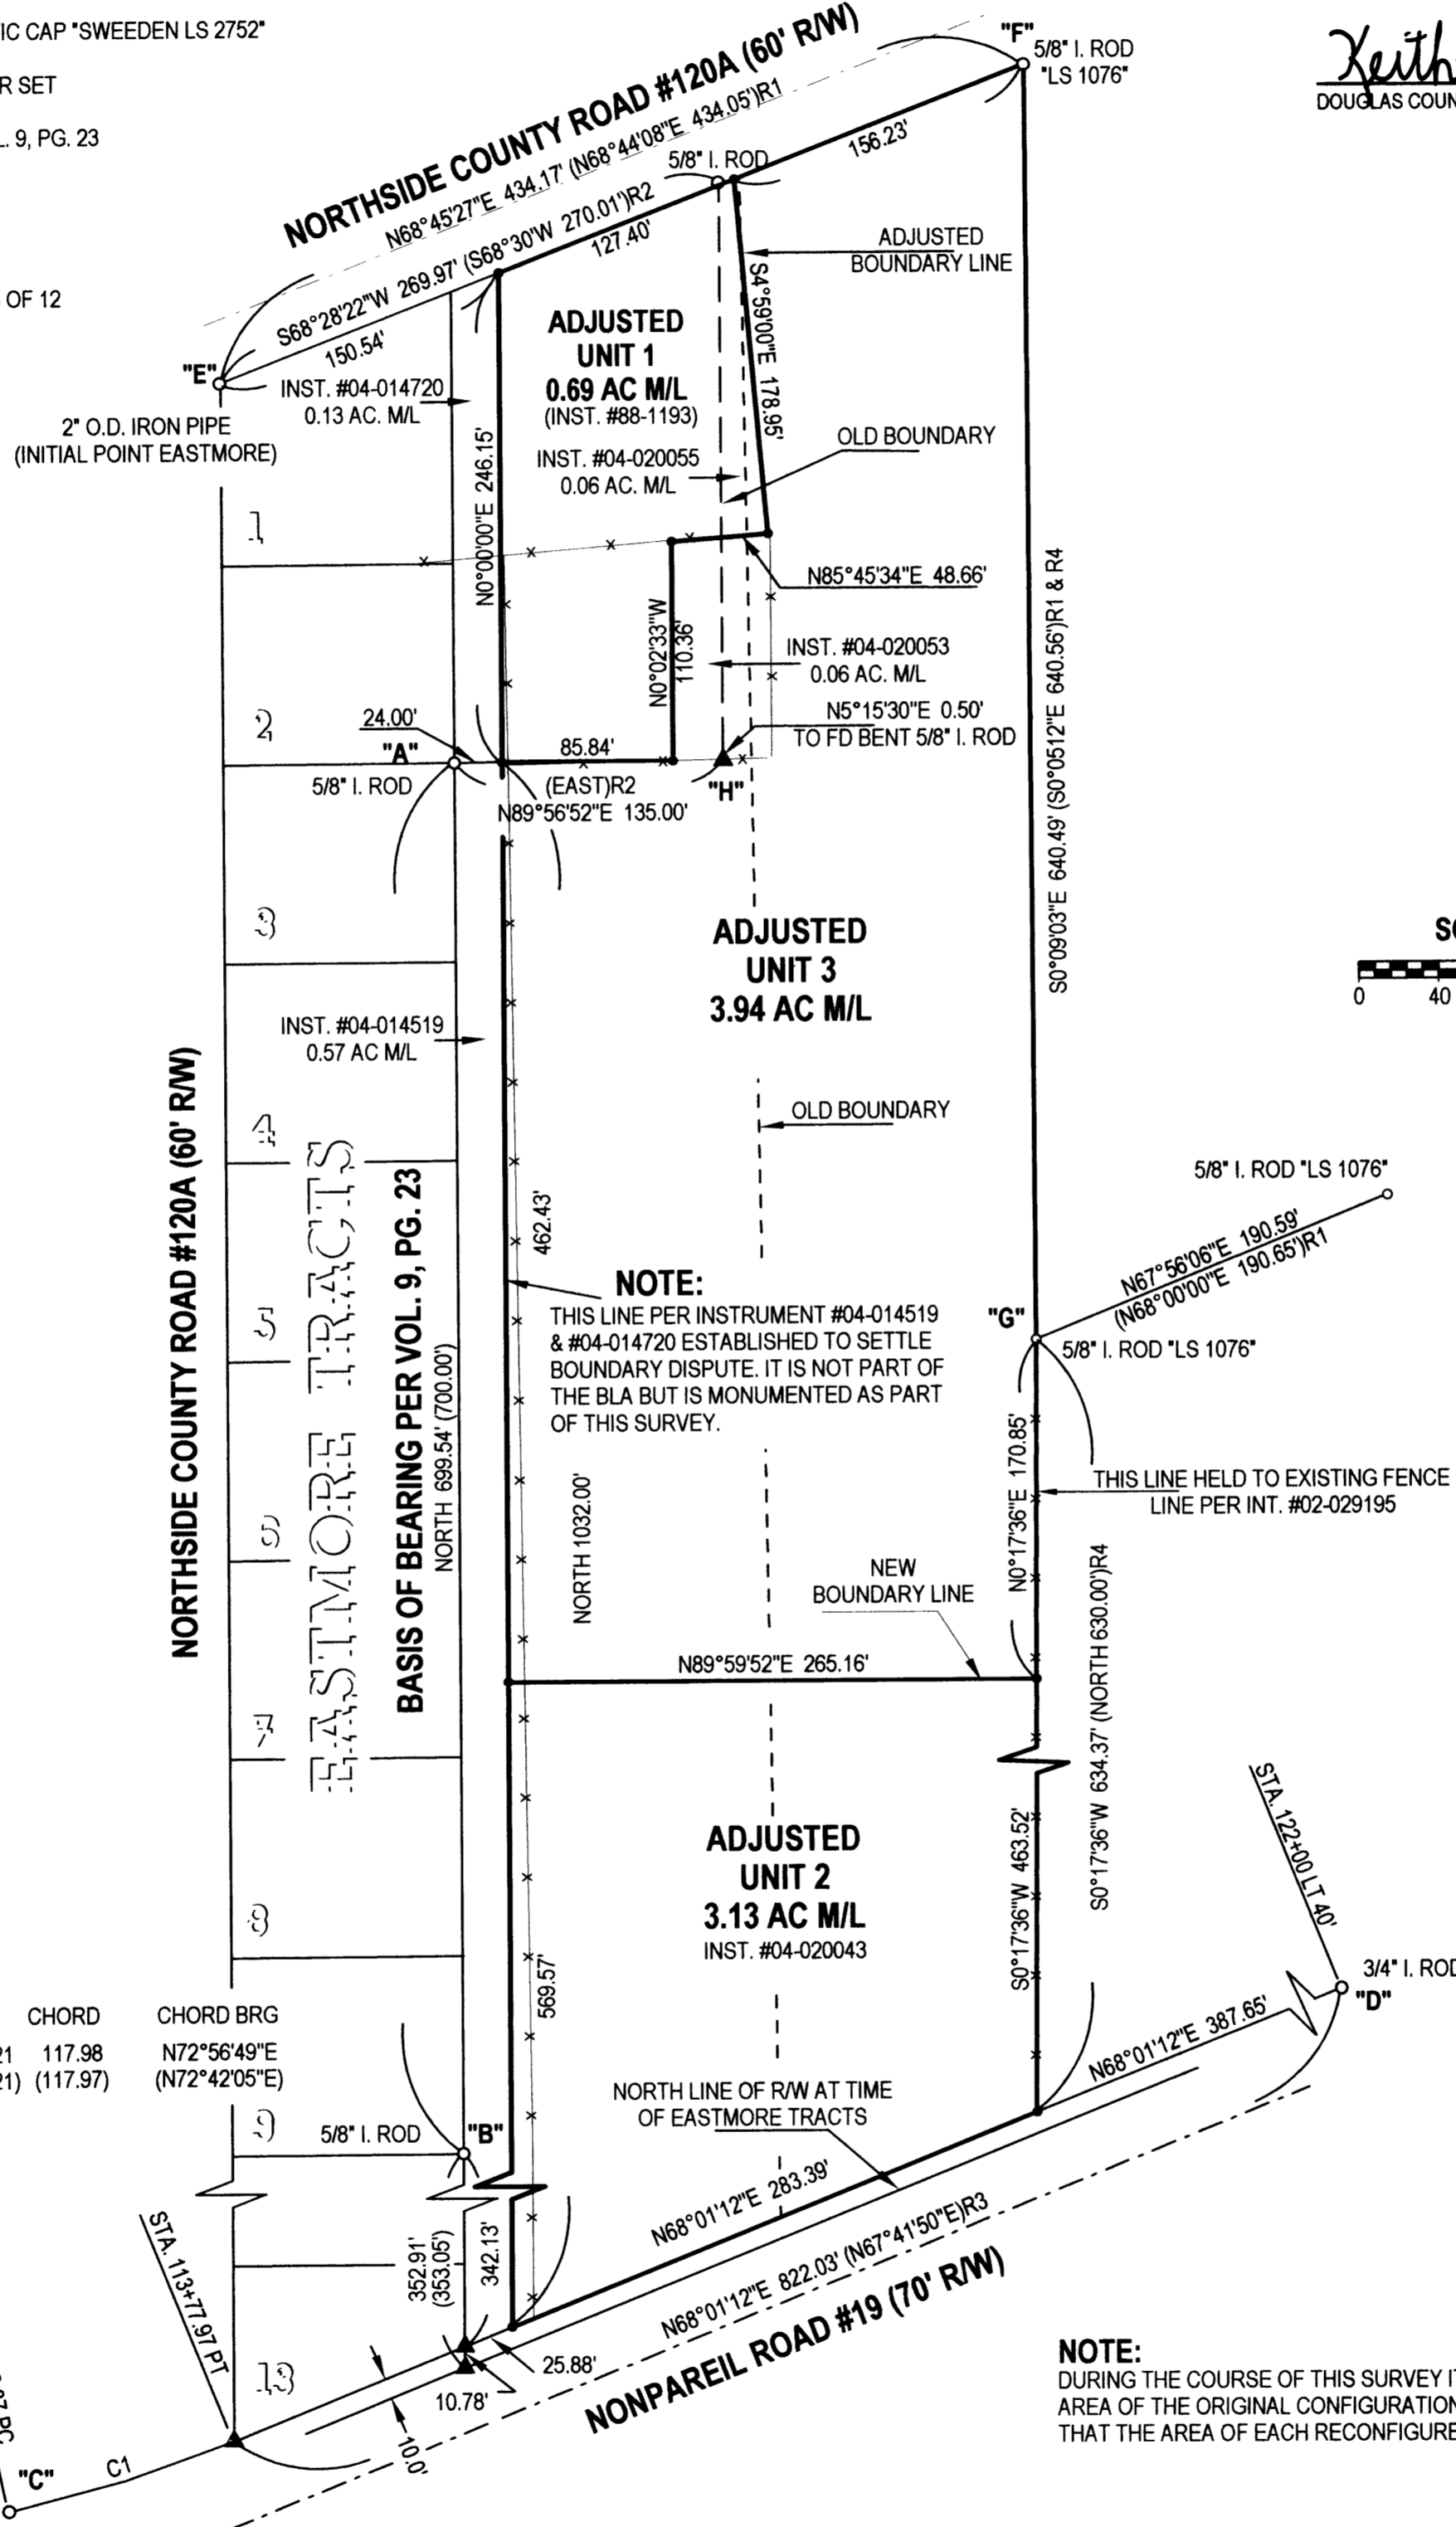 IC CAP "SWEEDEN LS 2752"
R SET
L. 9, PG. 23
OF 12
Keith
DOUGLAS COUN
"F"
5/8" I. ROD
"LS 1076"
NORTHSIDE COUNTY ROAD #120A (60' R/W)
N68°45'27"E 434.17' (N68°44'08"E 434.05')R1
S68°28'22"W 269.97' (S68°30'W 270.01')R2
5/8" I. ROD
156.23'
127.40'
150.54'
"E"
2" O.D. IRON PIPE
(INITIAL POINT EASTMORE)
INST. #04-014720
0.13 AC. M/L
ADJUSTED
UNIT 1
0.69 AC M/L
(INST. #88-1193)
INST. #04-020055
0.06 AC. M/L
ADJUSTED
BOUNDARY LINE
S4°59'00"E 178.95'
OLD BOUNDARY
N0°00'00"E 246.15'
N85°45'34"E 48.66'
N0°02'33"W
110.36'
INST. #04-020053
0.06 AC. M/L
N5°15'30"E 0.50'
TO FD BENT 5/8" I. ROD
S0°09'03"E 640.49' (S0°0512"E 640.56')R1 & R4
1
2
24.00'
"A"
5/8" I. ROD
85.84'
(EAST)R2
N89°56'52"E 135.00'
"H"
3
ADJUSTED
UNIT 3
3.94 AC M/L
0 40
INST. #04-014519
0.57 AC M/L
NORTHSIDE COUNTY ROAD #120A (60' R/W)
4
OLD BOUNDARY
EASTMORE TRACTS
BASIS OF BEARING PER VOL. 9, PG. 23
NORTH 699.54' (700.00')
462.43'
5/8" I. ROD "LS 1076"
N67°56'06"E 190.59'
(N68°00'00"E 190.65')R1
"G"
5/8" I. ROD "LS 1076"
NOTE:
THIS LINE PER INSTRUMENT #04-014519
& #04-014720 ESTABLISHED TO SETTLE
BOUNDARY DISPUTE. IT IS NOT PART OF
THE BLA BUT IS MONUMENTED AS PART
OF THIS SURVEY.
5
N0°17'36"E 170.85'
THIS LINE HELD TO EXISTING FENCE
LINE PER INT. #02-029195
NORTH 1032.00'
6
NEW
BOUNDARY LINE
S0°17'36"W 634.37' (NORTH 630.00')R4
N89°59'52"E 265.16'
7
ADJUSTED
UNIT 2
3.13 AC M/L
INST. #04-020043
S0°17'36"W 463.52'
STA. 122+00 LT 40'
8
569.57'
3/4" I. ROD
"D"
CHORD CHORD BRG
21 117.98 N72°56'49"E
21) (117.97) (N72°42'05"E)
N68°01'12"E 387.65'
NORTH LINE OF R/W AT TIME
OF EASTMORE TRACTS
9
5/8" I. ROD
"B"
N68°01'12"E 283.39'
352.91'
(353.05')
342.13'
N68°01'12"E 822.03' (N67°41'50"E)R3
NONPAREIL ROAD #19 (70' R/W)
STA. 113+77.97 PT
25.88'
10.78'
10.0'
13
C1
"C"
PC
NOTE:
DURING THE COURSE OF THIS SURVEY I
AREA OF THE ORIGINAL CONFIGURATION
THAT THE AREA OF EACH RECONFIGURE